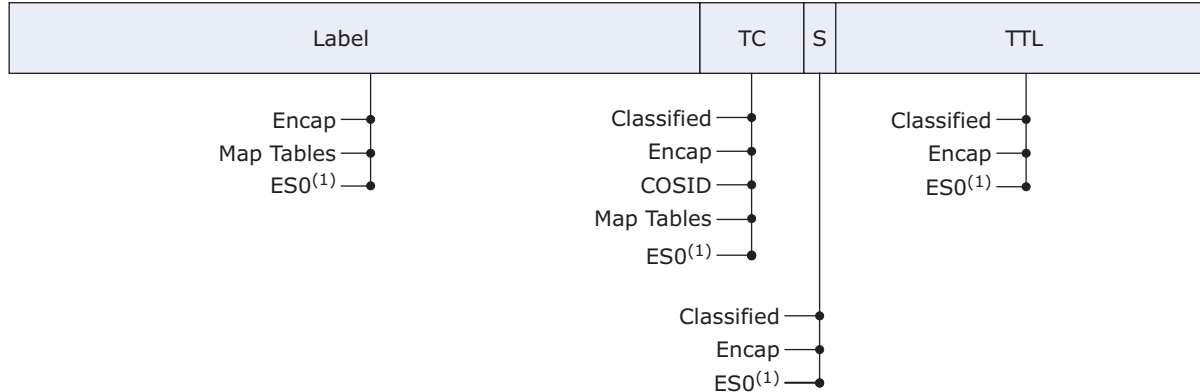 Label TC S TTL
Encap
Map Tables
ES0(1)
Classified
Encap
COSID
Map Tables
ES0(1)
Classified
Encap
ES0(1)
Classified
Encap
ES0(1)